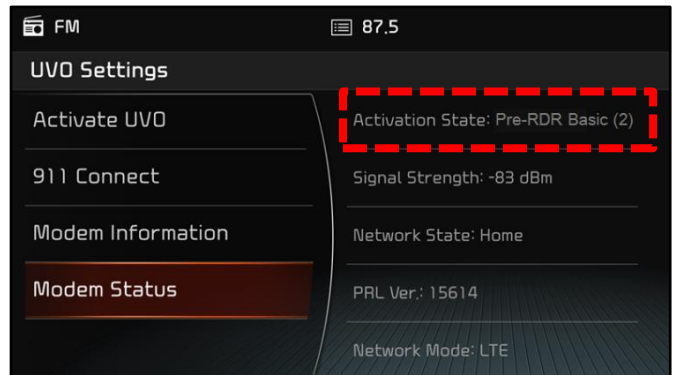 FM 87.5
UVO Settings
Activate UVO
Activation State: Pre-RDR Basic (2)
911 Connect
Signal Strength: -83 dBm
Modem Information
Network State: Home
Modem Status
PRL Ver.: 15614
Network Mode: LTE